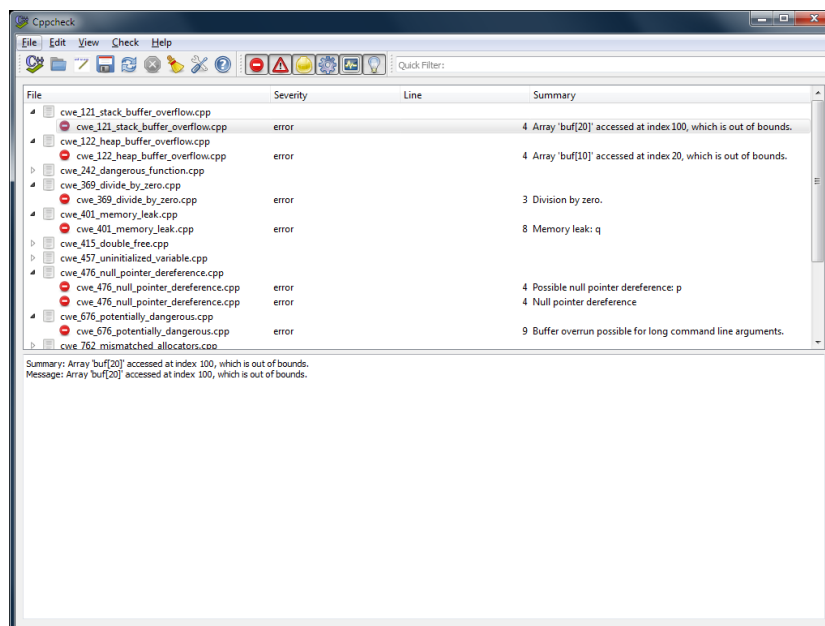 Cppcheck
File Edit View Check Help
Quick Filter:
File Severity Line Summary
cwe_121_stack_buffer_overflow.cpp
cwe_121_stack_buffer_overflow.cpp error 4 Array 'buf[20]' accessed at index 100, which is out of bounds.
cwe_122_heap_buffer_overflow.cpp
cwe_122_heap_buffer_overflow.cpp error 4 Array 'buf[10]' accessed at index 20, which is out of bounds.
cwe_242_dangerous_function.cpp
cwe_369_divide_by_zero.cpp
cwe_369_divide_by_zero.cpp error 3 Division by zero.
cwe_401_memory_leak.cpp
cwe_401_memory_leak.cpp error 8 Memory leak: q
cwe_415_double_free.cpp
cwe_457_uninitialized_variable.cpp
cwe_476_null_pointer_dereference.cpp
cwe_476_null_pointer_dereference.cpp error 4 Possible null pointer dereference: p
cwe_476_null_pointer_dereference.cpp error 4 Null pointer dereference
cwe_676_potentially_dangerous.cpp
cwe_676_potentially_dangerous.cpp error 9 Buffer overrun possible for long command line arguments.
cwe_762_mismatched_allocators.cpp
Summary: Array 'buf[20]' accessed at index 100, which is out of bounds.
Message: Array 'buf[20]' accessed at index 100, which is out of bounds.